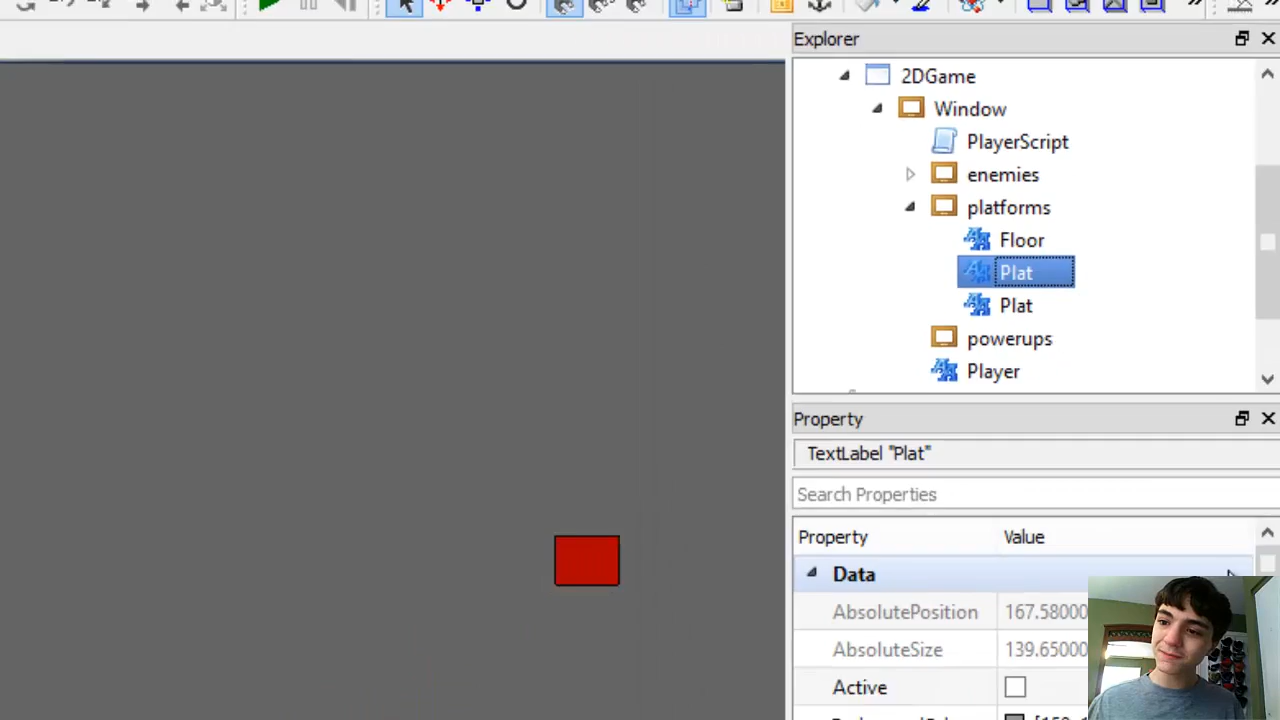 Explorer
2DGame
Window
PlayerScript
enemies
platforms
Floor
Plat
Plat
powerups
Player
Property
TextLabel "Plat"
Search Properties
Property Value
Data
AbsolutePosition 167.58000
AbsoluteSize 139.65000
Active